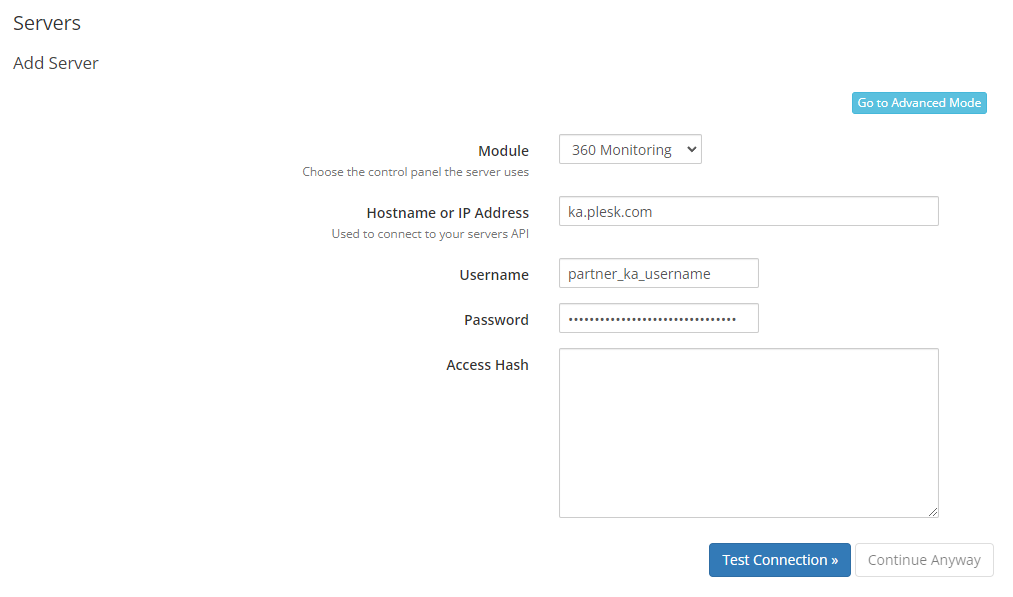 Servers
Add Server
Go to Advanced Mode
Module
360 Monitoring
Choose the control panel the server uses
Hostname or IP Address
ka.plesk.com
Used to connect to your servers API
Username
partner_ka_username
Password
••••••••••••••••••••••••••••••••
Access Hash
Test Connection »
Continue Anyway